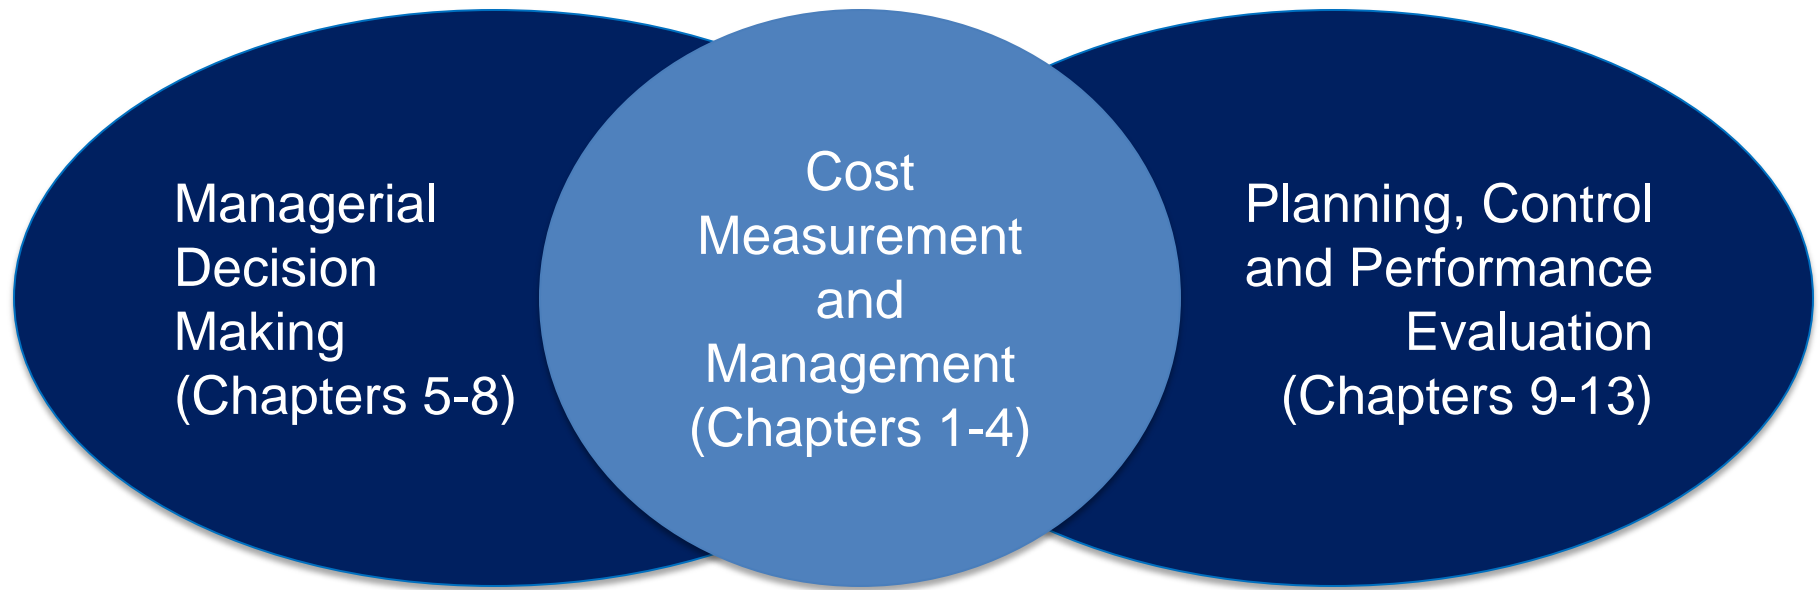 Managerial
Decision
Making
(Chapters 5-8)
Cost
Measurement
and
Management
(Chapters 1-4)
Planning, Control
and Performance
Evaluation
(Chapters 9-13)